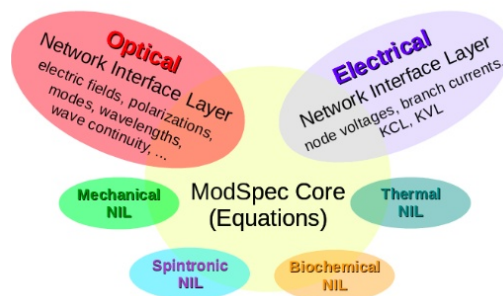 Optical
Network Interface Layer
electric fields, polarizations,
modes, wavelengths,
wave continuity, ...
Electrical
Network Interface Layer
node voltages, branch currents,
KCL, KVL
Mechanical
NIL
ModSpec Core
(Equations)
Thermal
NIL
Spintronic
NIL
Biochemical
NIL